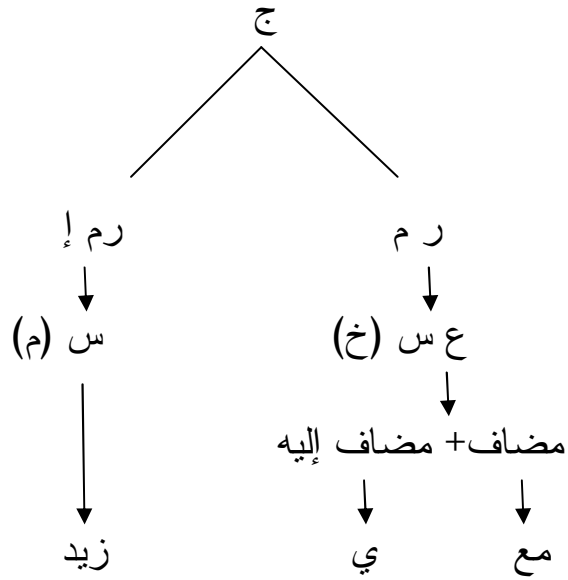 ج
ر م رم إ
ع س (خ) س (م)
مضاف+ مضاف إليه
مع ي زيد